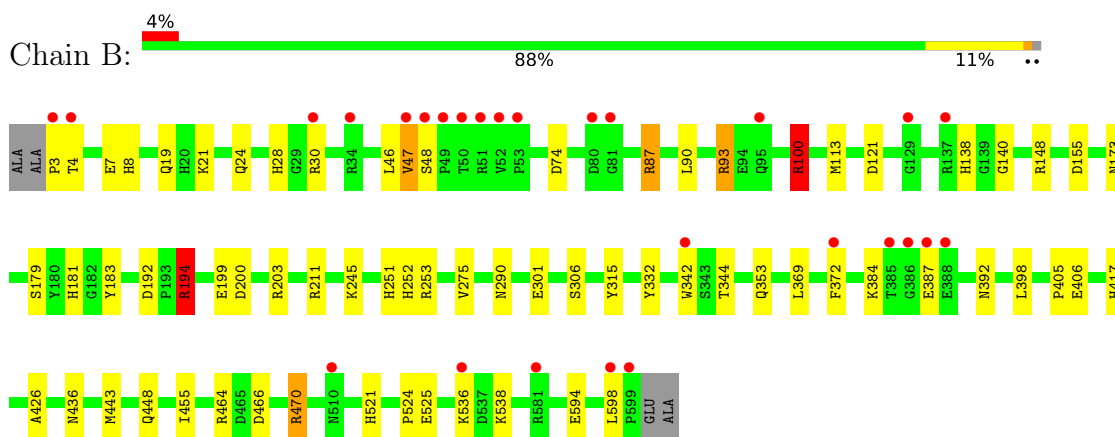 4%
Chain B:
88% 11% ..
ALA ALA P3 T4 E7 H8 Q19 H20 K21 Q24 H28 G29 R30 R34 L46 V47 S48 P49 T50 R51 V52 P53 D74 D80 G81 R87 L90 R93 E94 Q95 R100 M113 D121 G129 R137 H138 G139 G140 R148 D155 N173
S179 Y180 H181 G182 Y183 D192 P193 R194 E199 D200 R203 R211 K245 H251 H252 R253 V275 N290 E301 S306 Y315 Y332 W342 S343 T344 Q353 L369 F372 K384 T385 G386 E387 E388 N392 L398 P405 E406 H417
A426 N436 M443 Q448 I455 R464 D465 D466 R470 N510 H521 P524 E525 K536 D537 K538 R581 E594 L598 P599 GLU ALA